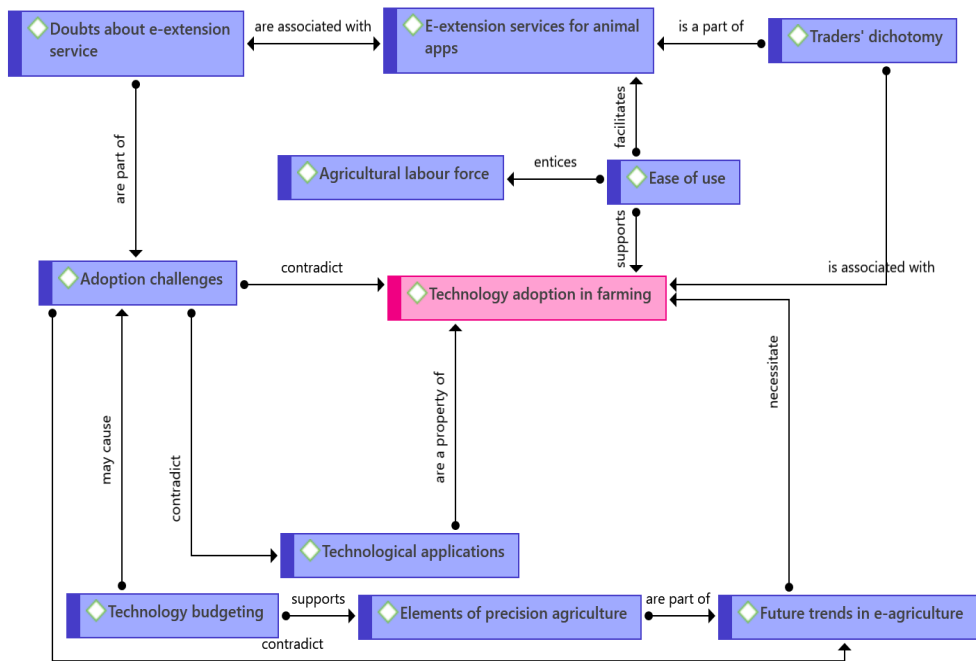 Doubts about e-extension
service
are associated with
E-extension services for animal
apps
is a part of
Traders' dichotomy
facilitates
are part of
Agricultural labour force
entices
Ease of use
supports
is associated with
Adoption challenges
contradict
Technology adoption in farming
necessitate
are a property of
may cause
contradict
Technological applications
Technology budgeting
supports
Elements of precision agriculture
are part of
Future trends in e-agriculture
contradict